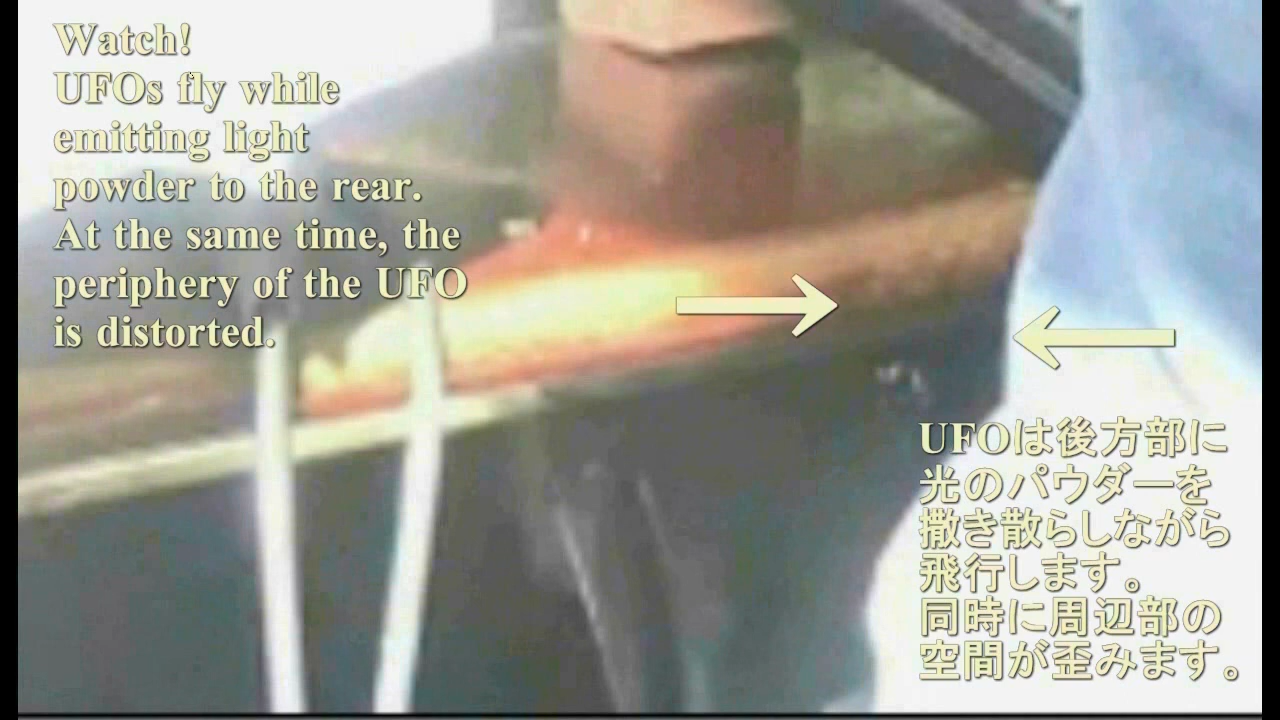 Watch!
UFOs fly while
emitting light
powder to the rear.
At the same time, the
periphery of the UFO
is distorted.
UFOは後方部に
光のパウダーを
撒き散らしながら
飛行します。
同時に周辺部の
空間が歪みます。